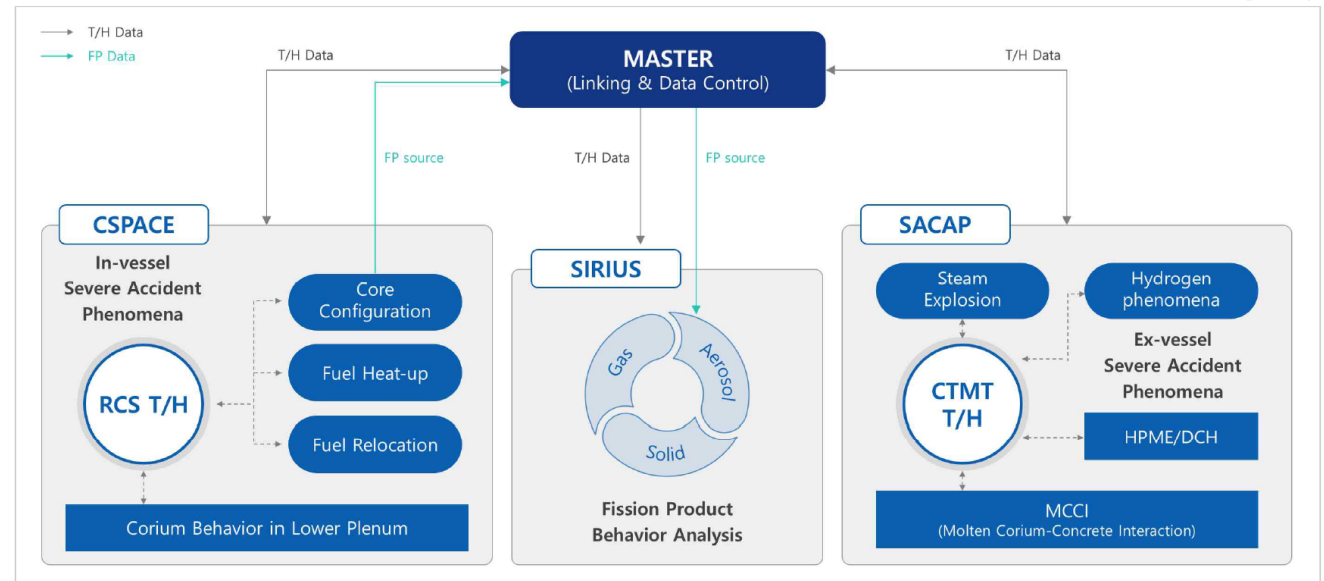 T/H Data
FP Data
T/H Data
MASTER
(Linking & Data Control)
T/H Data
FP source
T/H Data
FP source
CSPACE
In-vessel
Severe Accident
Phenomena
Core
Configuration
Fuel Heat-up
RCS T/H
Fuel Relocation
Corium Behavior in Lower Plenum
SIRIUS
Gas
Aerosol
Solid
Fission Product
Behavior Analysis
SACAP
Steam
Explosion
Hydrogen
phenomena
Ex-vessel
Severe Accident
Phenomena
CTMT
T/H
HPME/DCH
MCCI
(Molten Corium-Concrete Interaction)